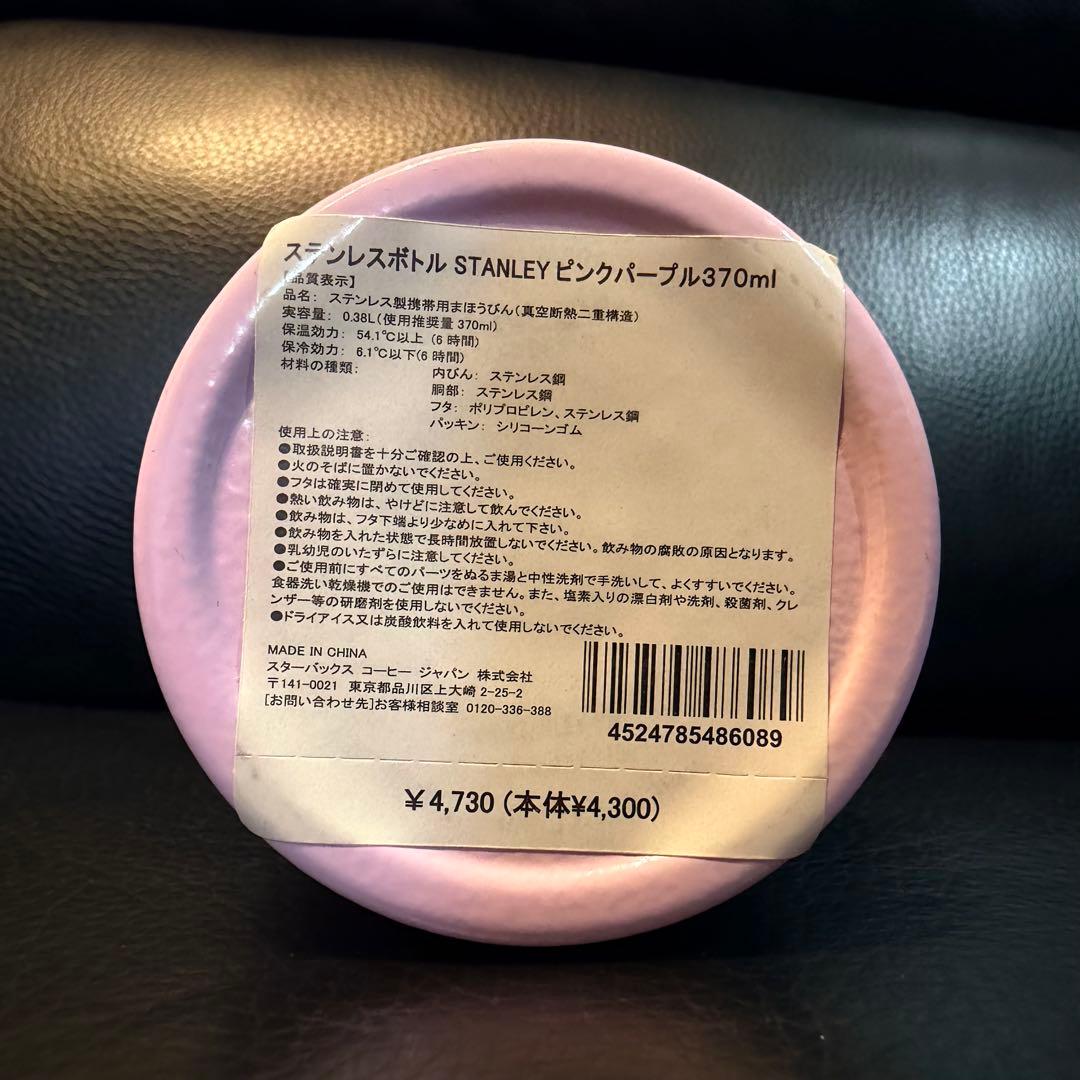 ステンレスボトル STANLEY ピンクパープル370ml
【品質表示】
品名： ステンレス製携帯用まほうびん（真空断熱二重構造）
実容量： 0.38L（使用推奨量 370ml）
保温効力： 54.1℃以上 （6 時間）
保冷効力： 6.1℃以下（6 時間）
材料の種類： 内びん： ステンレス鋼
胴部： ステンレス鋼
フタ： ポリプロピレン、ステンレス鋼
パッキン： シリコーンゴム
使用上の注意：
●取扱説明書を十分ご確認の上、ご使用ください。
●火のそばに置かないでください。
●フタは確実に閉めて使用してください。
●熱い飲み物は、やけどに注意して飲んでください。
●飲み物は、フタ下端より少なめに入れて下さい。
●飲み物を入れた状態で長時間放置しないでください。飲み物の腐敗の原因となります。
●乳幼児のいたずらに注意してください。
●ご使用前にすべてのパーツをぬるま湯と中性洗剤で手洗いして、よくすすいでください。
食器洗い乾燥機でのご使用はできません。また、塩素入りの漂白剤や洗剤、殺菌剤、クレ
ンザー等の研磨剤を使用しないでください。
●ドライアイス又は炭酸飲料を入れて使用しないでください。
MADE IN CHINA
スターバックス コーヒー ジャパン 株式会社
〒141-0021 東京都品川区上大崎 2-25-2
[お問い合わせ先]お客様相談室 0120-336-388
4524785486089
￥4,730（本体¥4,300）